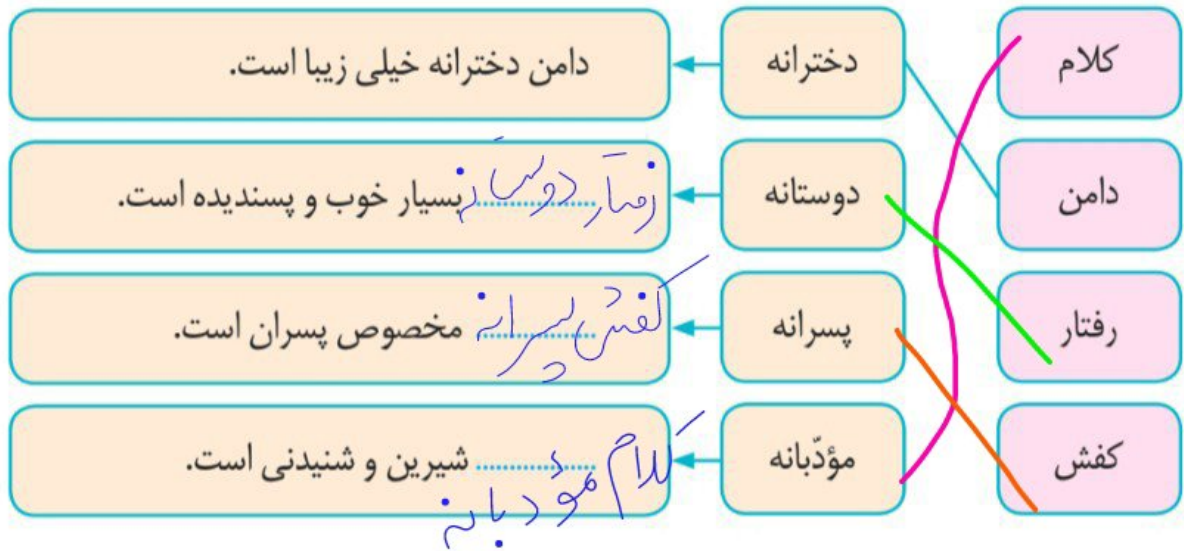 کلام دخترانه دامن دخترانه خیلی زیبا است.
دامن دوستانه رفتار دوستانه بسیار خوب و پسندیده است.
رفتار پسرانه کفش پسرانه مخصوص پسران است.
کفش مؤدّبانه کلام مؤدبانه شیرین و شنیدنی است.